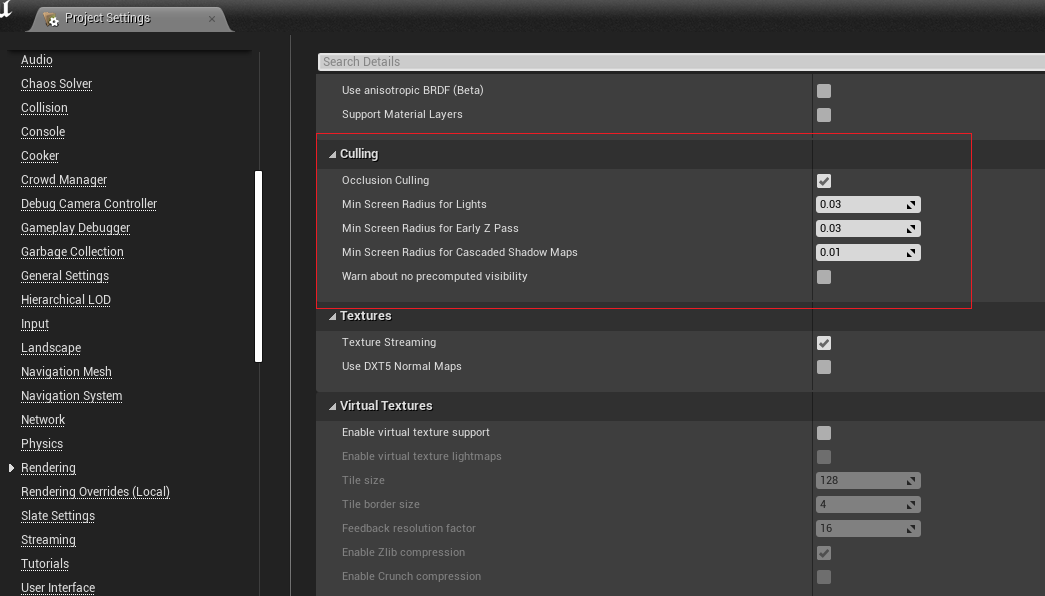 Project Settings
Audio
Chaos Solver
Collision
Console
Cooker
Crowd Manager
Debug Camera Controller
Gameplay Debugger
Garbage Collection
General Settings
Hierarchical LOD
Input
Landscape
Navigation Mesh
Navigation System
Network
Physics
Rendering
Rendering Overrides (Local)
Slate Settings
Streaming
Tutorials
User Interface
Search Details
Use anisotropic BRDF (Beta)
Support Material Layers
Culling
Occlusion Culling
Min Screen Radius for Lights 0.03
Min Screen Radius for Early Z Pass 0.03
Min Screen Radius for Cascaded Shadow Maps 0.01
Warn about no precomputed visibility
Textures
Texture Streaming
Use DXT5 Normal Maps
Virtual Textures
Enable virtual texture support
Enable virtual texture lightmaps
Tile size 128
Tile border size 4
Feedback resolution factor 16
Enable Zlib compression
Enable Crunch compression